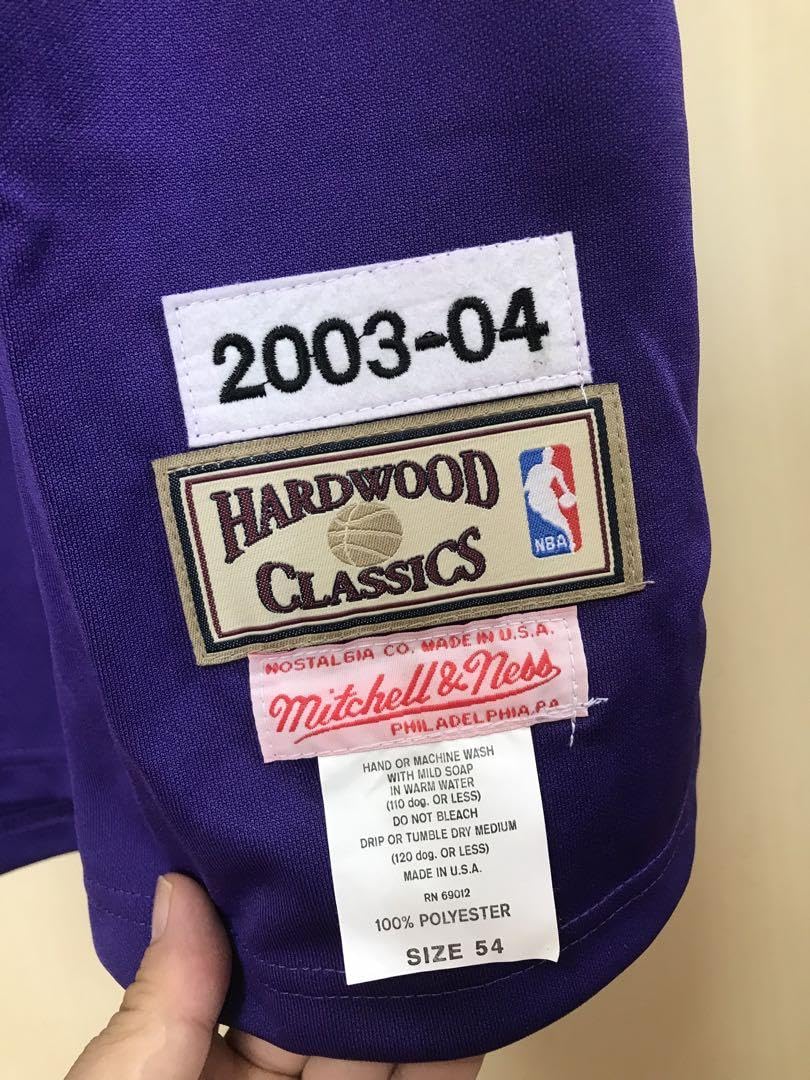 2003-04
HARDWOOD
CLASSICS
NBA
NOSTALGIA CO. MADE IN U.S.A.
Mitchell & Ness
PHILADELPHIA.PA
HAND OR MACHINE WASH
WITH MILD SOAP
IN WARM WATER
(110 dog. OR LESS)
DO NOT BLEACH
DRIP OR TUMBLE DRY MEDIUM
(120 dog. OR LESS)
MADE IN U.S.A.
RN 69012
100% POLYESTER
SIZE 54